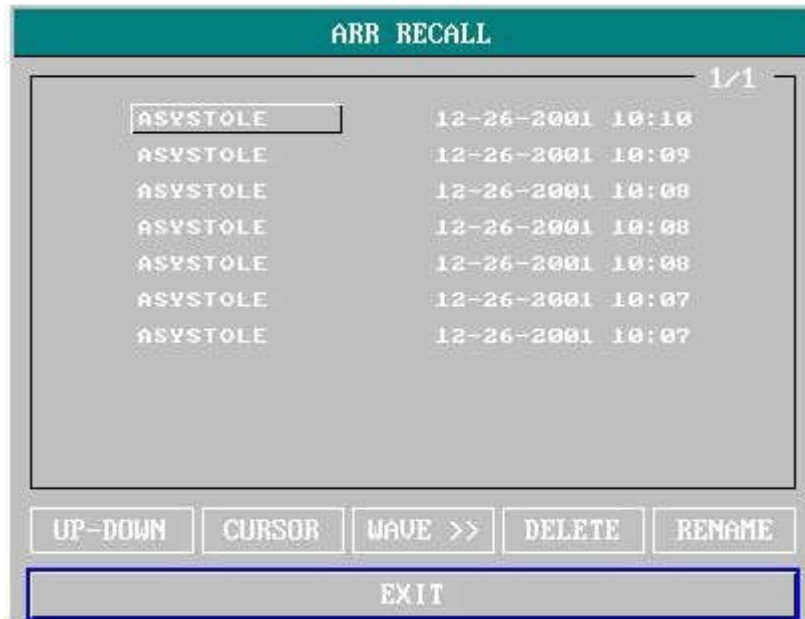 ARR RECALL
1/1
ASYSTOLE 12-26-2001 10:10
ASYSTOLE 12-26-2001 10:09
ASYSTOLE 12-26-2001 10:08
ASYSTOLE 12-26-2001 10:08
ASYSTOLE 12-26-2001 10:08
ASYSTOLE 12-26-2001 10:07
ASYSTOLE 12-26-2001 10:07
UP-DOWN CURSOR WAVE >> DELETE RENAME
EXIT